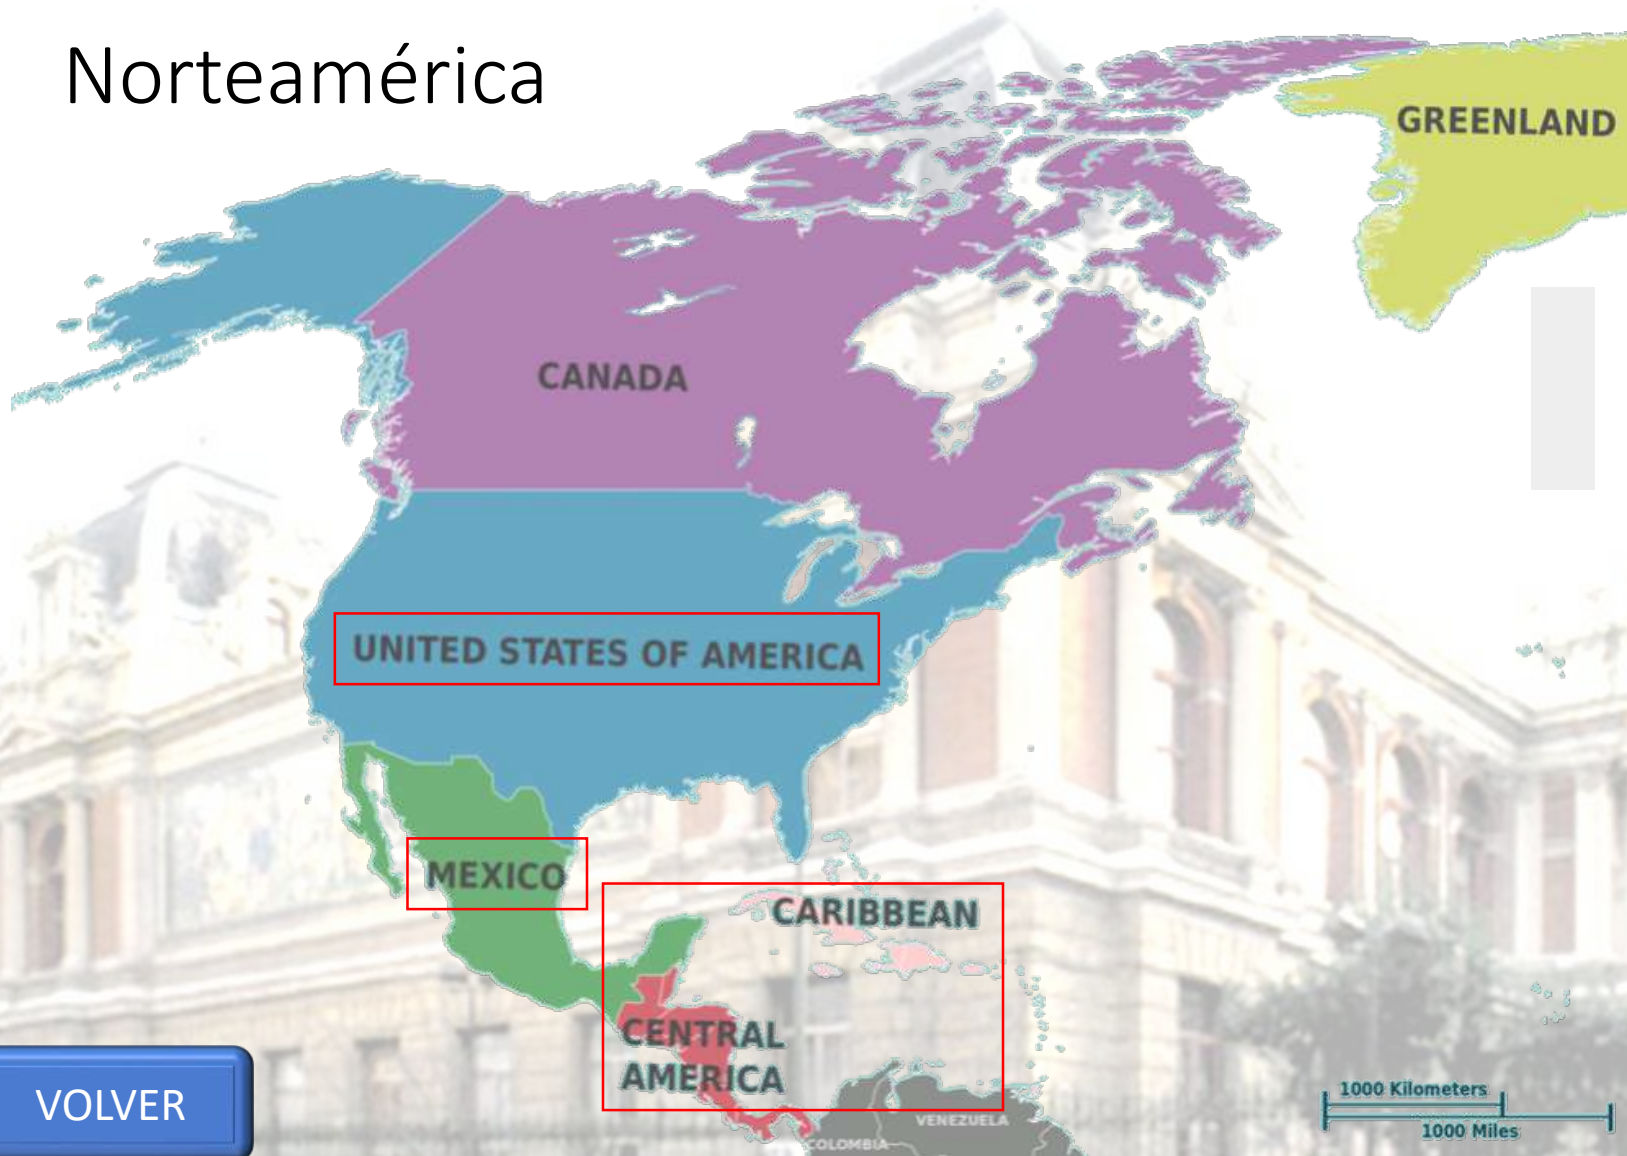 Norteamérica
GREENLAND
CANADA
UNITED STATES OF AMERICA
MEXICO
CARIBBEAN
CENTRAL
AMERICA
VOLVER
VENEZUELA
COLOMBIA
1000 Kilometers
1000 Miles